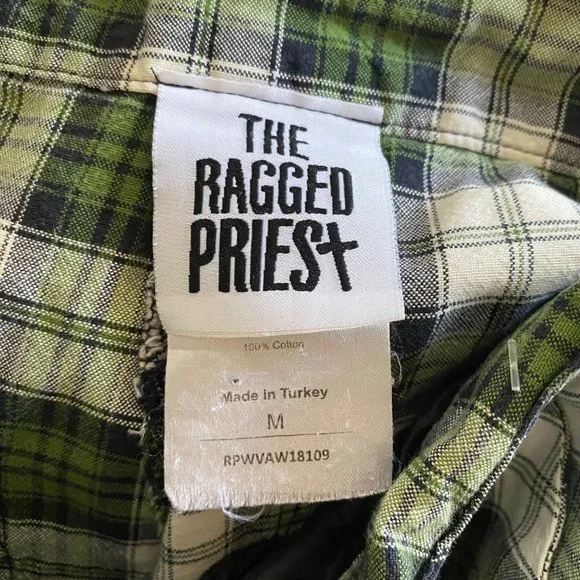 THE
RAGGED
PRIEST
100% Cotton
Made in Turkey
M
RPWVAW18109